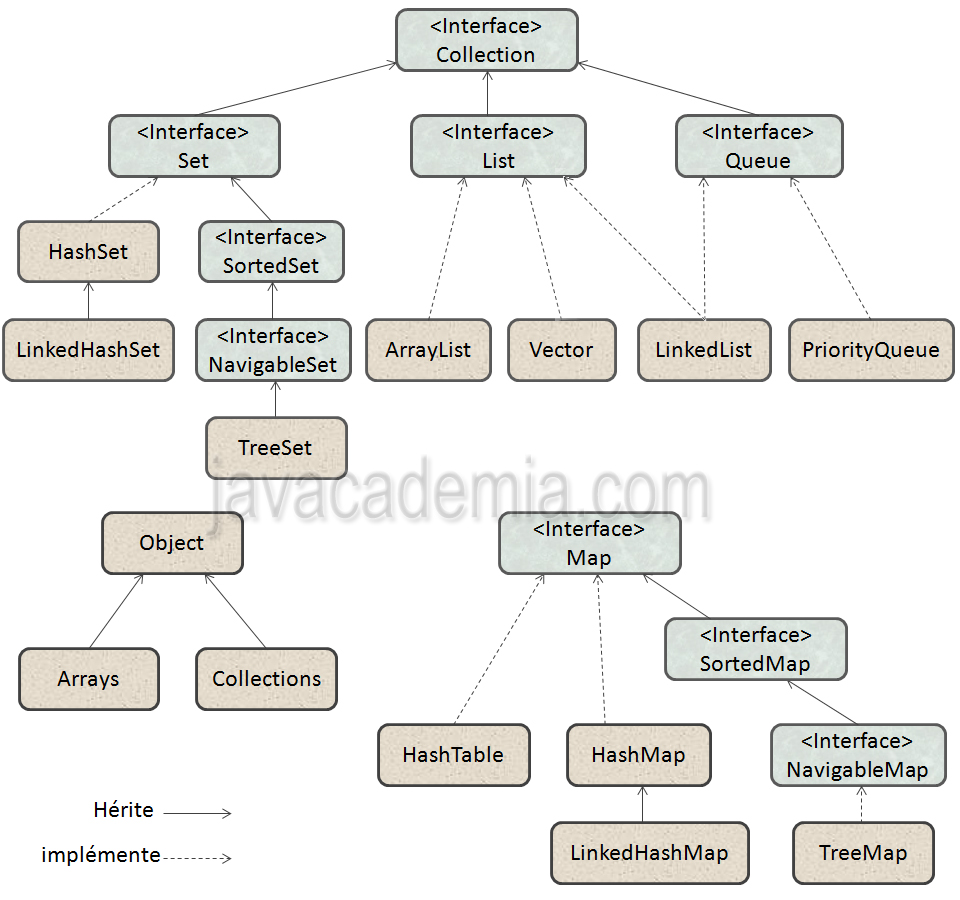 <Interface>
Collection
<Interface>
Set
<Interface>
List
<Interface>
Queue
HashSet
<Interface>
SortedSet
LinkedHashSet
<Interface>
NavigableSet
ArrayList
Vector
LinkedList
PriorityQueue
TreeSet
javacademia.com
Object
<Interface>
Map
Arrays
Collections
<Interface>
SortedMap
HashTable
HashMap
<Interface>
NavigableMap
LinkedHashMap
TreeMap
Hérite
implémente